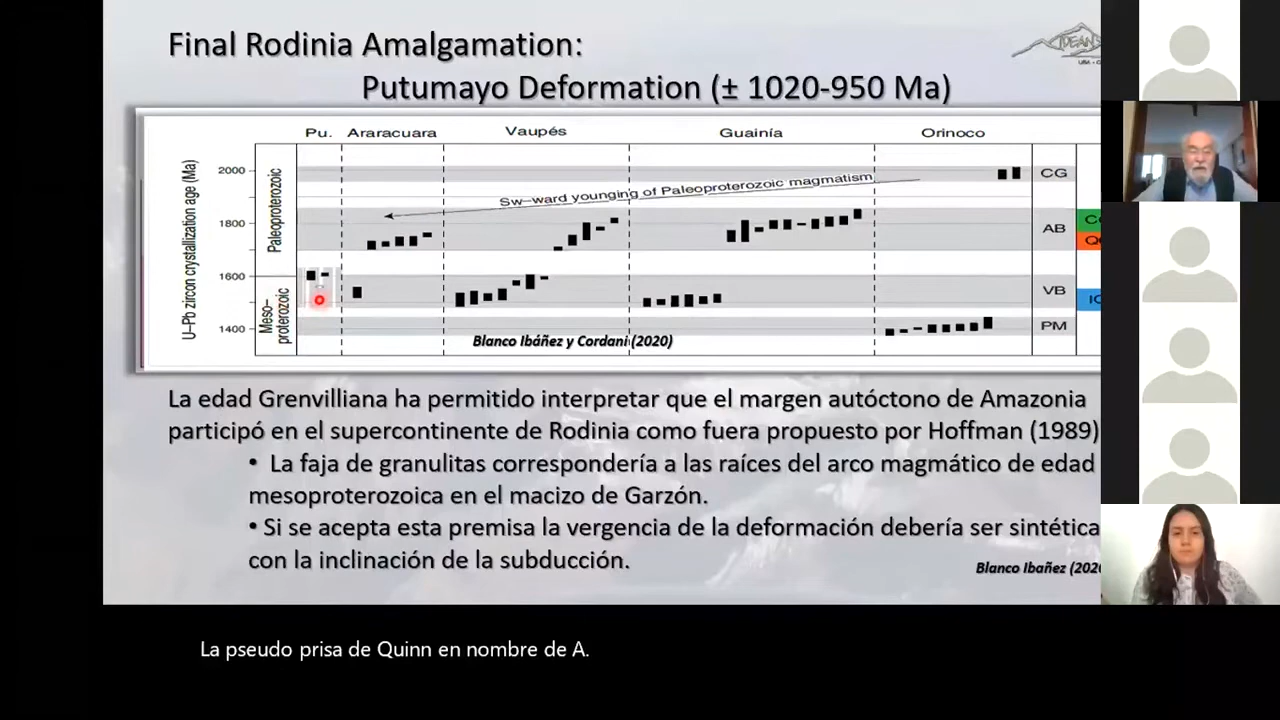 Final Rodinia Amalgamation:
Putumayo Deformation (± 1020-950 Ma)
Pu. Araracuara Vaupés Guainía Orinoco
U–Pb zircon crystallization age (Ma)
Paleoproterozoic
Meso–
proterozoic
2000
1800
1600
1400
Sw–ward younging of Paleoproterozoic magmatism
CG
AB
VB
PM
Blanco Ibáñez y Cordani (2020)
La edad Grenvilliana ha permitido interpretar que el margen autóctono de Amazonia
participó en el supercontinente de Rodinia como fuera propuesto por Hoffman (1989)
• La faja de granulitas correspondería a las raíces del arco magmático de edad
mesoproterozoica en el macizo de Garzón.
• Si se acepta esta premisa la vergencia de la deformación debería ser sintética
con la inclinación de la subducción.
Blanco Ibañez (202
La pseudo prisa de Quinn en nombre de A.